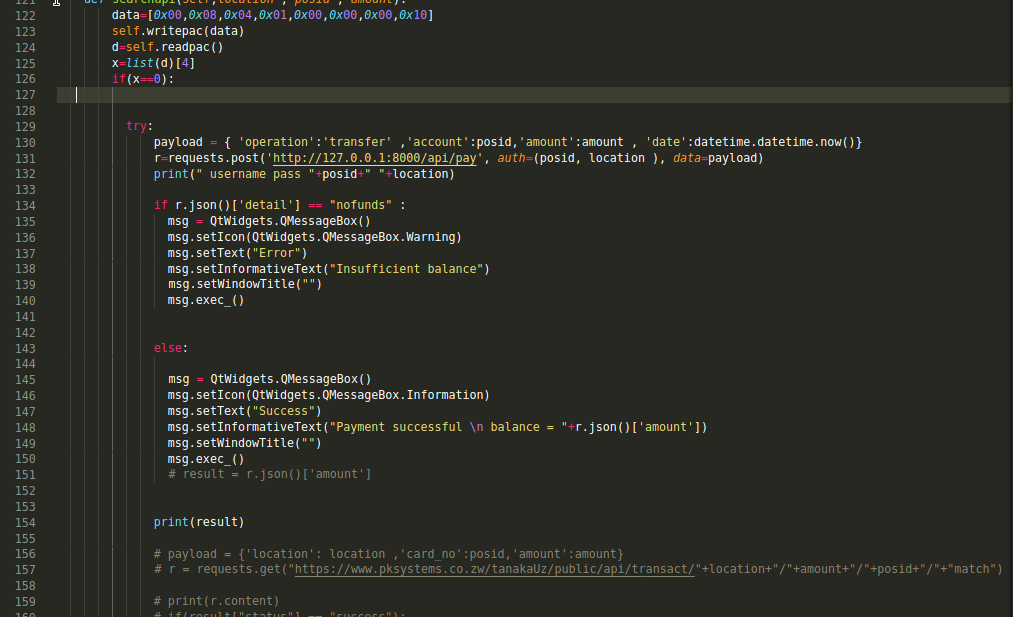 121 def searchapi(self,location , posid , amount):
122 data=[0x00,0x08,0x04,0x01,0x00,0x00,0x00,0x10]
123 self.writepac(data)
124 d=self.readpac()
125 x=list(d)[4]
126 if(x==0):
127
128
129 try:
130 payload = { 'operation':'transfer' ,'account':posid,'amount':amount , 'date':datetime.datetime.now()}
131 r=requests.post('http://127.0.0.1:8000/api/pay', auth=(posid, location ), data=payload)
132 print(" username pass "+posid+" "+location)
133
134 if r.json()['detail'] == "nofunds" :
135 msg = QtWidgets.QMessageBox()
136 msg.setIcon(QtWidgets.QMessageBox.Warning)
137 msg.setText("Error")
138 msg.setInformativeText("Insufficient balance")
139 msg.setWindowTitle("")
140 msg.exec_()
141
142
143 else:
144
145 msg = QtWidgets.QMessageBox()
146 msg.setIcon(QtWidgets.QMessageBox.Information)
147 msg.setText("Success")
148 msg.setInformativeText("Payment successful \n balance = "+r.json()['amount'])
149 msg.setWindowTitle("")
150 msg.exec_()
151 # result = r.json()['amount']
152
153
154 print(result)
155
156 # payload = {'location': location ,'card_no':posid,'amount':amount}
157 # r = requests.get("https://www.pksystems.co.zw/tanakaUz/public/api/transact/"+location+"/"+amount+"/"+posid+"/"+"match")
158
159 # print(r.content)
160 # if(result["status"] == "success"):